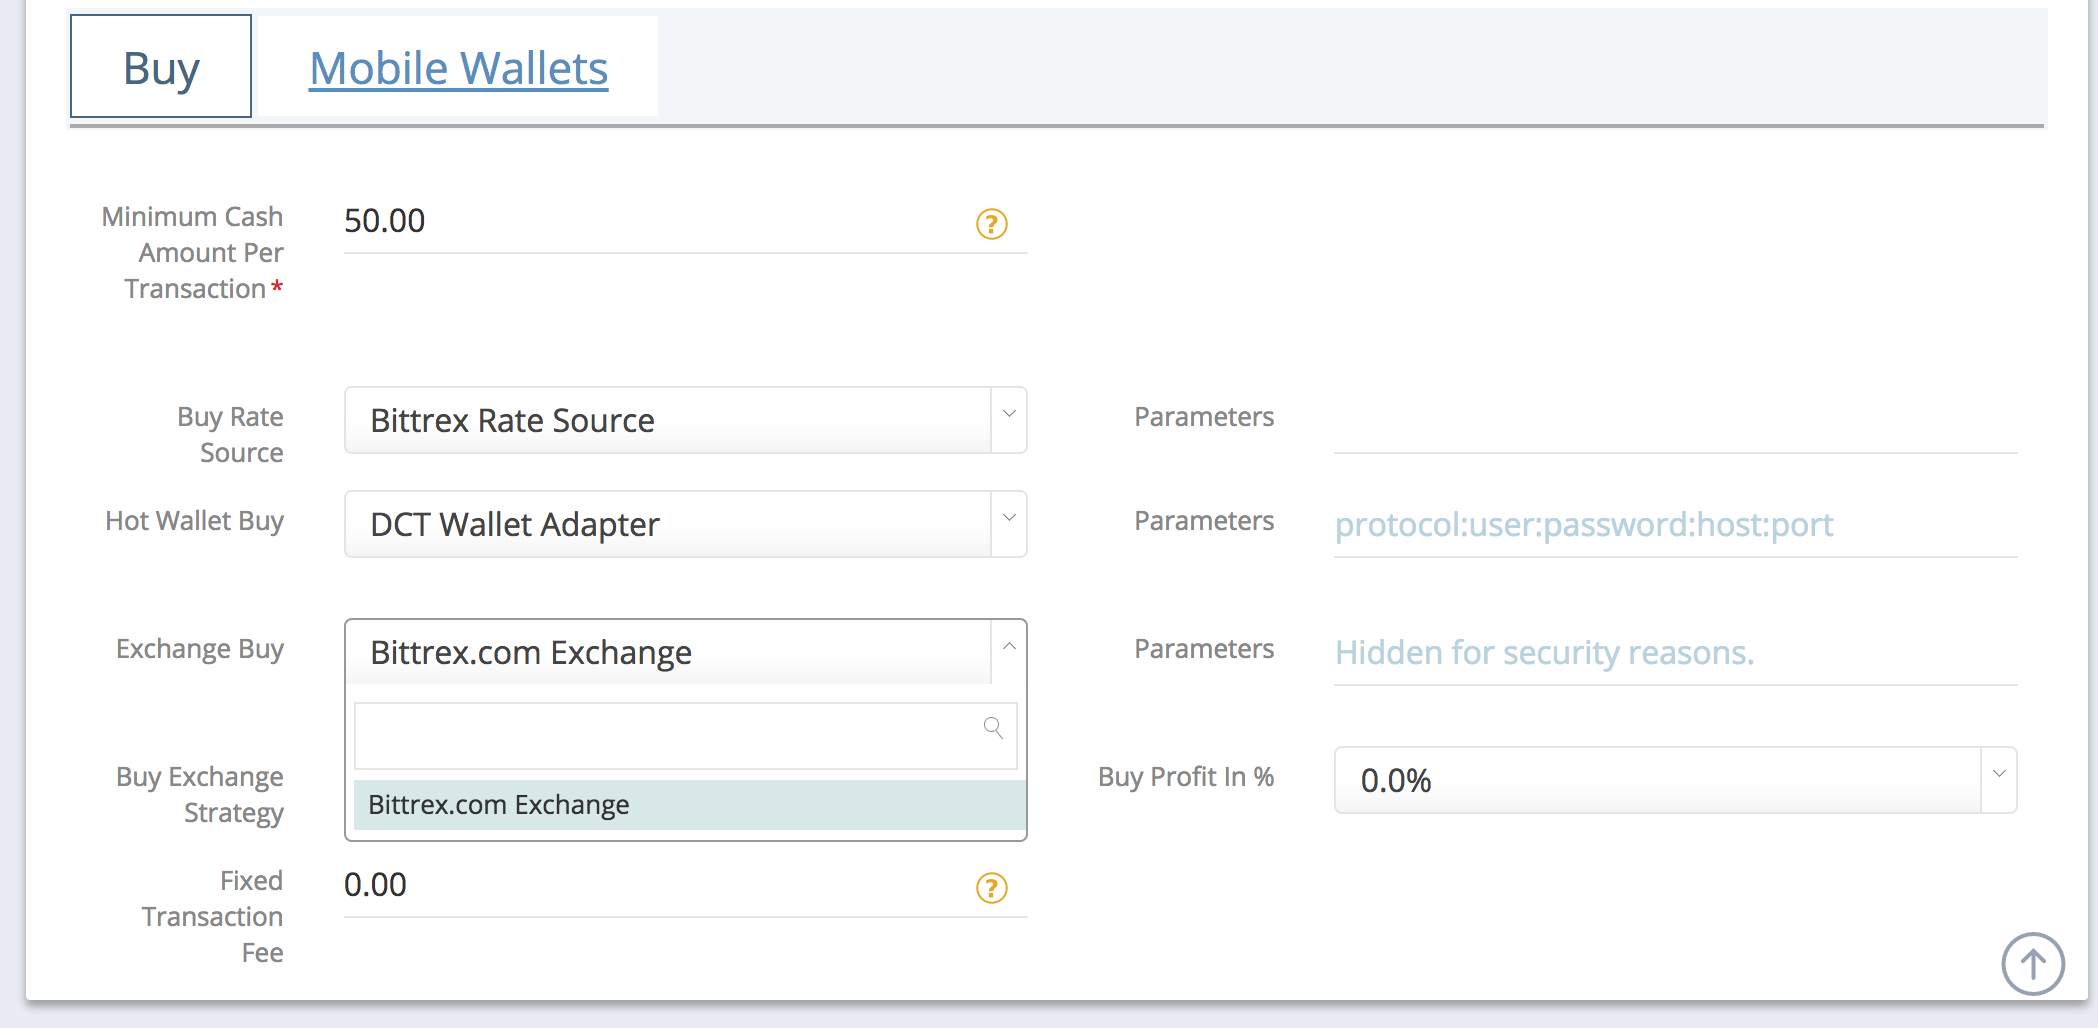 Buy
Mobile Wallets
Minimum Cash
Amount Per
Transaction *
50.00
?
Buy Rate
Source
Bittrex Rate Source
Parameters
Hot Wallet Buy
DCT Wallet Adapter
Parameters
protocol:user:password:host:port
Exchange Buy
Bittrex.com Exchange
Parameters
Hidden for security reasons.
Bittrex.com Exchange
Buy Exchange
Strategy
Buy Profit In %
0.0%
Fixed
Transaction
Fee
0.00
?